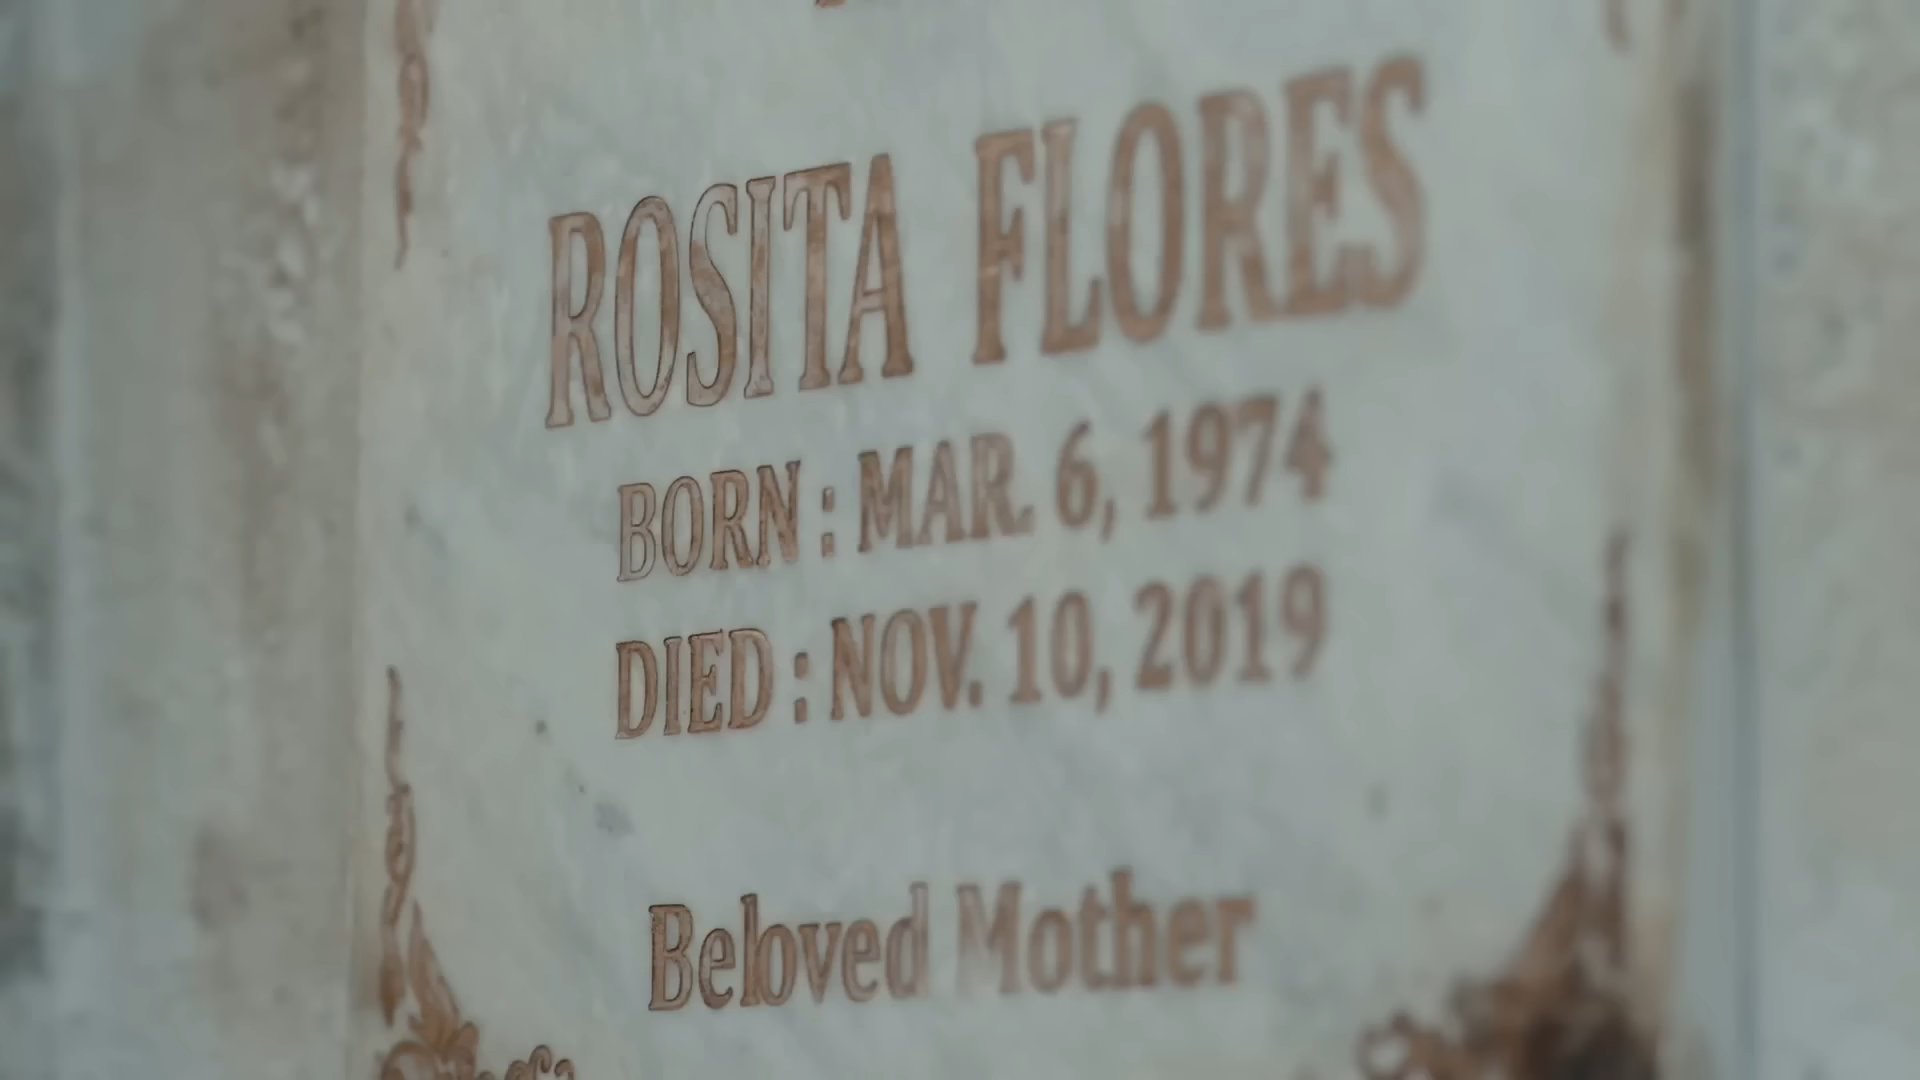 ROSITA FLORES
BORN : MAR. 6, 1974
DIED : NOV. 10, 2019
Beloved Mother